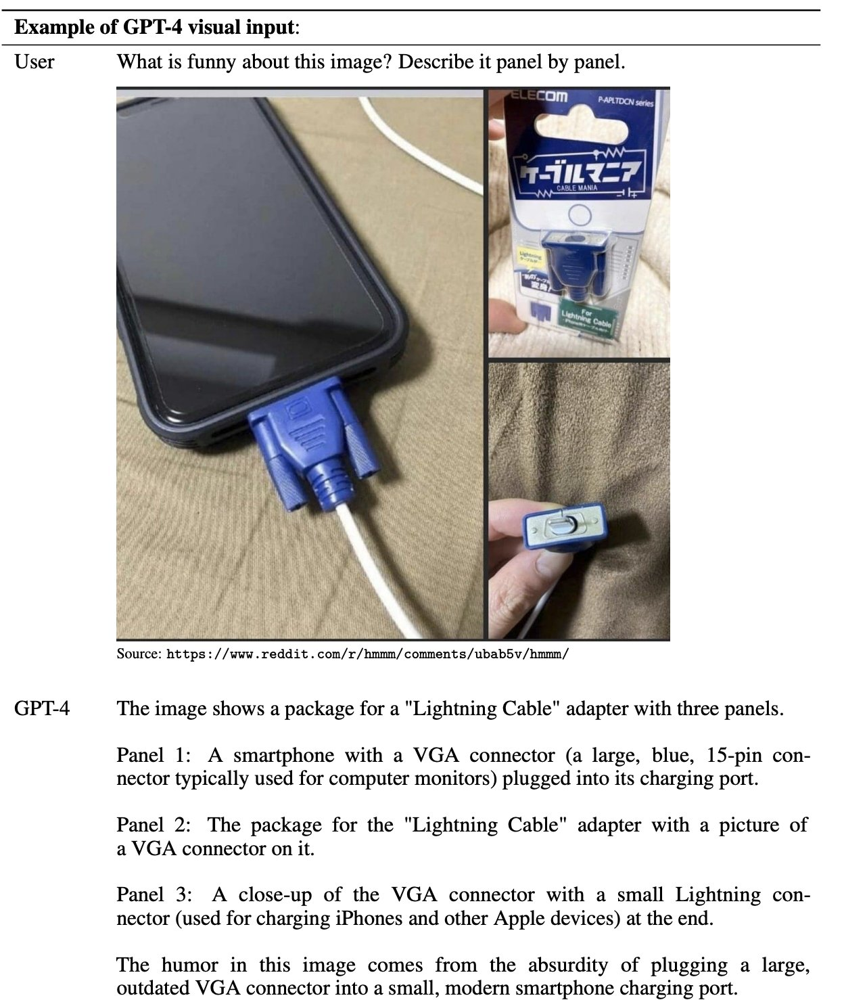 Example of GPT-4 visual input:
User What is funny about this image? Describe it panel by panel.
ELECOM
P-APLTDCN series
ケーブルマニア
CABLE MANIA
Lightning
変身!
For
Lightning Cable
Source: https://www.reddit.com/r/hmmm/comments/ubab5v/hmmm/
GPT-4 The image shows a package for a "Lightning Cable" adapter with three panels.
Panel 1: A smartphone with a VGA connector (a large, blue, 15-pin con-
nector typically used for computer monitors) plugged into its charging port.
Panel 2: The package for the "Lightning Cable" adapter with a picture of
a VGA connector on it.
Panel 3: A close-up of the VGA connector with a small Lightning con-
nector (used for charging iPhones and other Apple devices) at the end.
The humor in this image comes from the absurdity of plugging a large,
outdated VGA connector into a small, modern smartphone charging port.